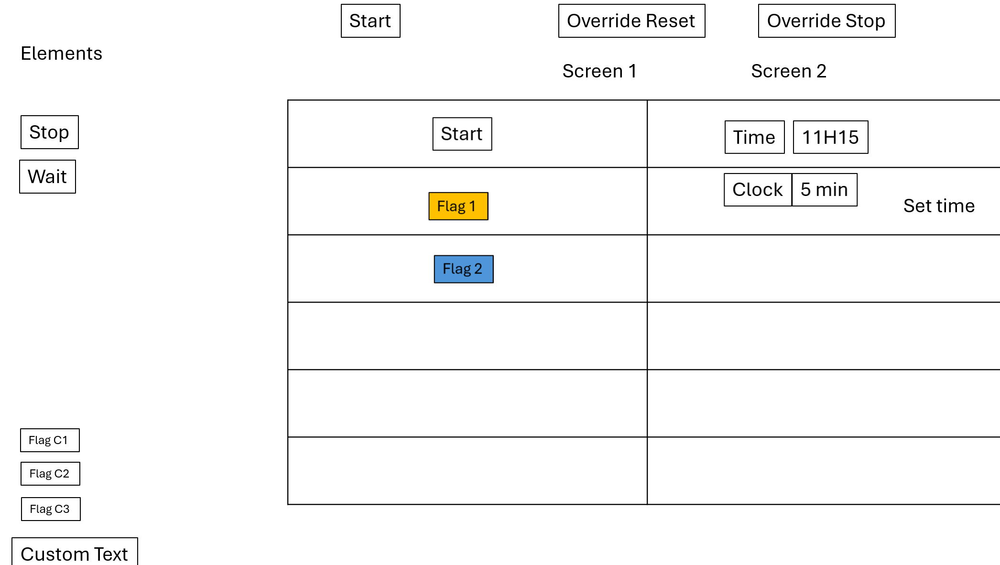 Start
Override Reset
Override Stop
Elements
Screen 1
Screen 2
Stop
Wait
Start
Time
11H15
Flag 1
Clock
5 min
Set time
Flag 2
Flag C1
Flag C2
Flag C3
Custom Text